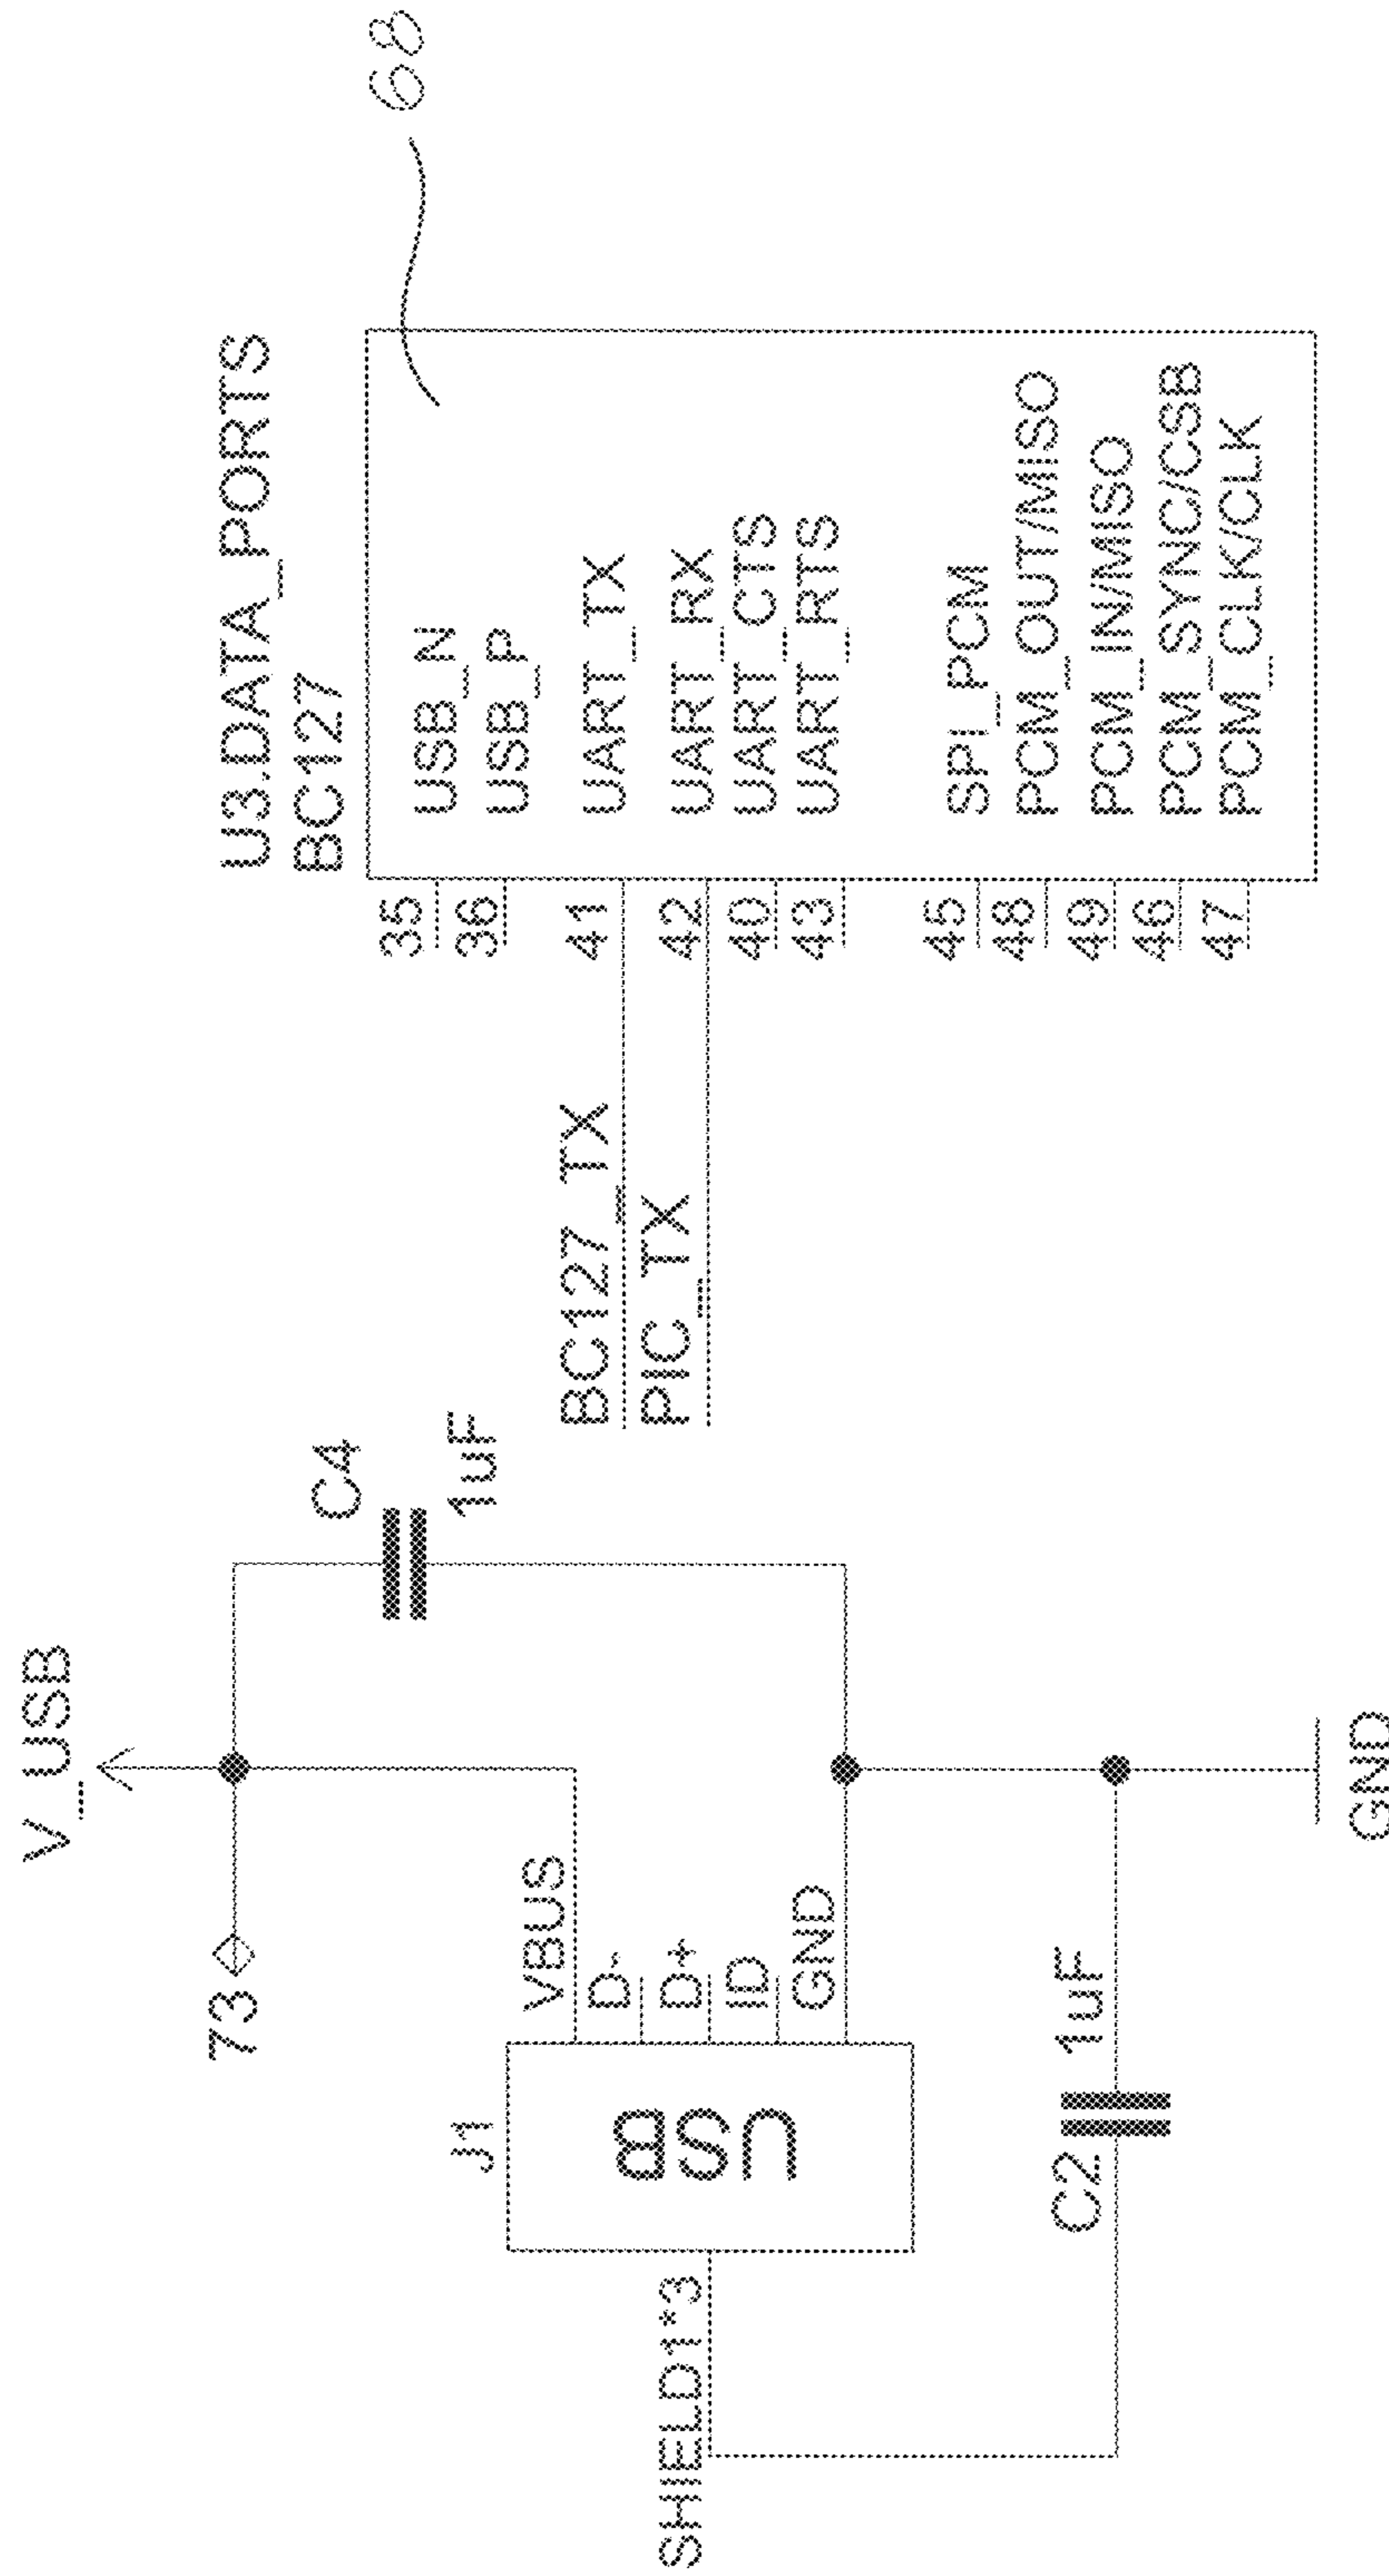 V_USB
73
C4
1uF
J1
USB
VBUS
D-
D+
ID
GND
SHIELD1*3
C2
1uF
GND
U3.DATA_PORTS
BC127
68
BC127_TX
PIC_TX
35 USB_N
36 USB_P
41 UART_TX
42 UART_RX
40 UART_CTS
43 UART_RTS
45 SPI_PCM
48 PCM_OUT/MISO
49 PCM_IN/MISO
46 PCM_SYNC/CSB
47 PCM_CLK/CLK